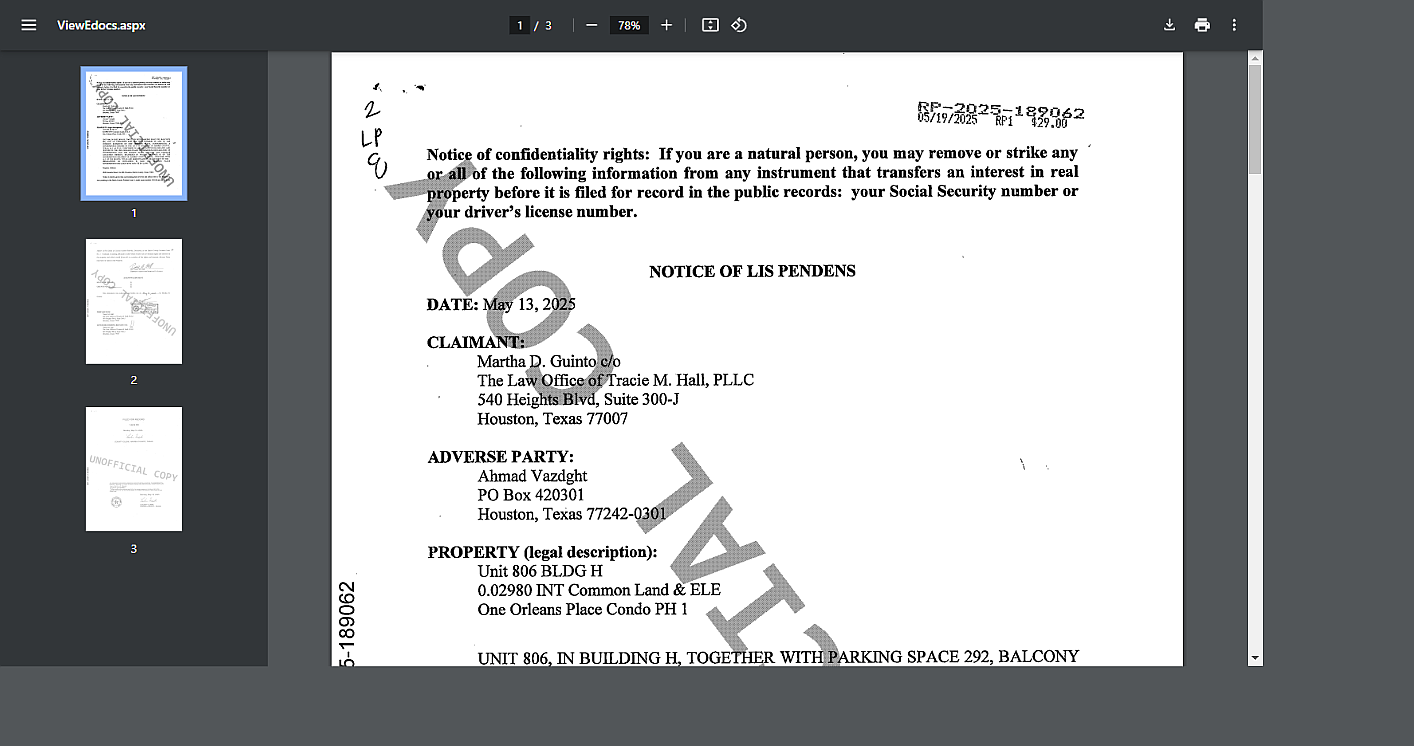 ViewEdocs.aspx
1 / 3
78%
1
2
3
2
LP
RP-2025-189062
05/19/2025 RP1 $29.00
Notice of confidentiality rights: If you are a natural person, you may remove or strike any
or all of the following information from any instrument that transfers an interest in real
property before it is filed for record in the public records: your Social Security number or
your driver's license number.
NOTICE OF LIS PENDENS
DATE: May 13, 2025
CLAIMANT:
Martha D. Guinto c/o
The Law Office of Tracie M. Hall, PLLC
540 Heights Blvd, Suite 300-J
Houston, Texas 77007
ADVERSE PARTY:
Ahmad Vazdght
PO Box 420301
Houston, Texas 77242-0301
PROPERTY (legal description):
Unit 806 BLDG H
0.02980 INT Common Land & ELE
One Orleans Place Condo PH 1
UNIT 806, IN BUILDING H, TOGETHER WITH PARKING SPACE 292, BALCONY
5-189062
CIAL COPY
UNOFFICIAL COPY
UNOFFICIAL COPY
UNOFFICIAL COPY